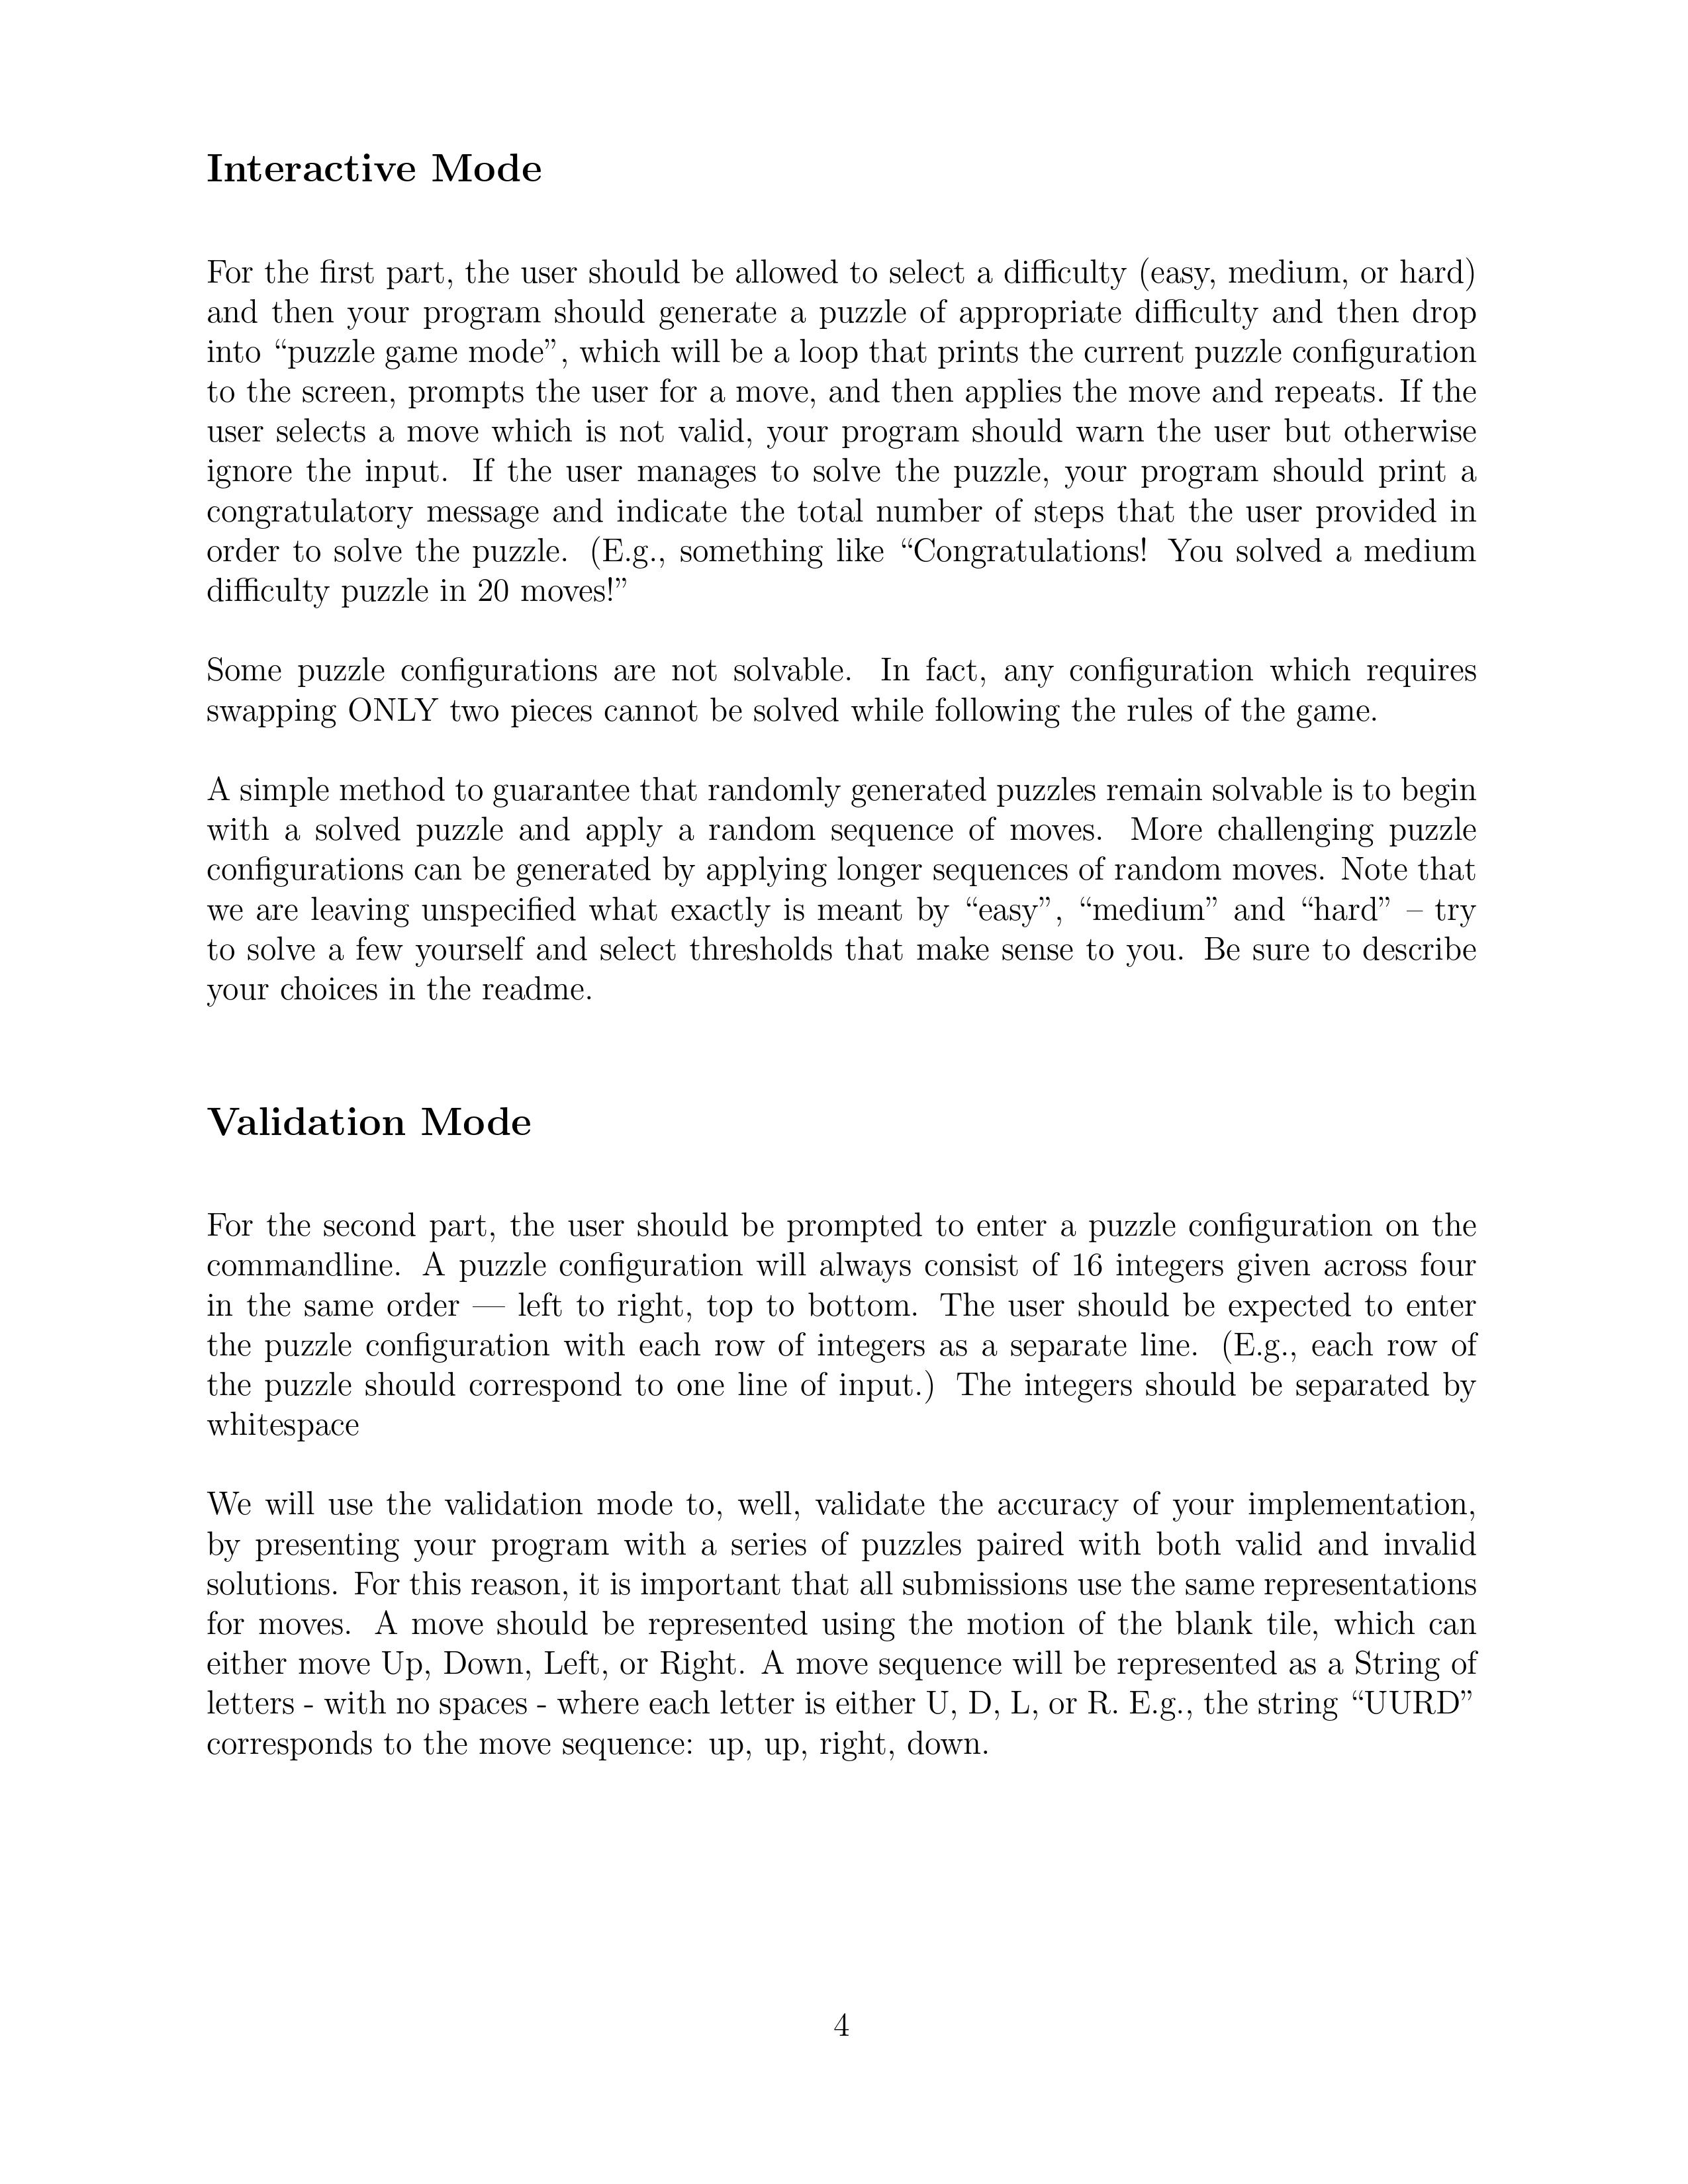 Interactive Mode
For the first part, the user should be allowed to select a difficulty (easy, medium, or hard)
and then your program should generate a puzzle of appropriate difficulty and then drop
into “puzzle game mode”, which will be a loop that prints the current puzzle configuration
to the screen, prompts the user for a move, and then applies the move and repeats. If the
user selects a move which is not valid, your program should warn the user but otherwise
ignore the input. If the user manages to solve the puzzle, your program should print a
congratulatory message and indicate the total number of steps that the user provided in
order to solve the puzzle. (E.g., something like “Congratulations! You solved a medium
difficulty puzzle in 20 moves!”
Some puzzle configurations are not solvable. In fact, any configuration which requires
swapping ONLY two pieces cannot be solved while following the rules of the game.
A simple method to guarantee that randomly generated puzzles remain solvable is to begin
with a solved puzzle and apply a random sequence of moves. More challenging puzzle
configurations can be generated by applying longer sequences of random moves. Note that
we are leaving unspecified what exactly is meant by “easy”, “medium” and “hard” – try
to solve a few yourself and select thresholds that make sense to you. Be sure to describe
your choices in the readme.
Validation Mode
For the second part, the user should be prompted to enter a puzzle configuration on the
commandline. A puzzle configuration will always consist of 16 integers given across four
in the same order — left to right, top to bottom. The user should be expected to enter
the puzzle configuration with each row of integers as a separate line. (E.g., each row of
the puzzle should correspond to one line of input.) The integers should be separated by
whitespace
We will use the validation mode to, well, validate the accuracy of your implementation,
by presenting your program with a series of puzzles paired with both valid and invalid
solutions. For this reason, it is important that all submissions use the same representations
for moves. A move should be represented using the motion of the blank tile, which can
either move Up, Down, Left, or Right. A move sequence will be represented as a String of
letters - with no spaces - where each letter is either U, D, L, or R. E.g., the string “UURD”
corresponds to the move sequence: up, up, right, down.
4